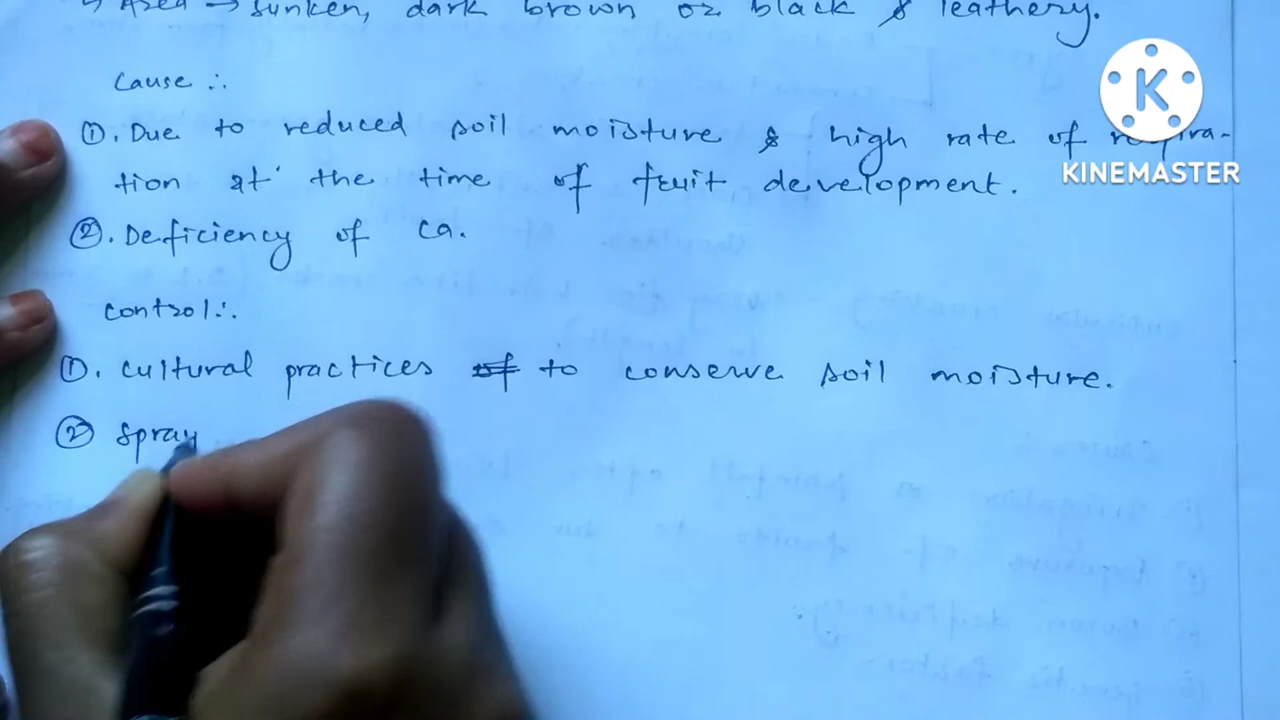 ↳ Area → sunken, dark brown or black & leathery.
Cause :.
①. Due to reduced soil moisture & high rate of respira-
tion at the time of fruit development.
②. Deficiency of Ca.
Control:.
①. Cultural practices of to conserve soil moisture.
② Spray
K
KINEMASTER